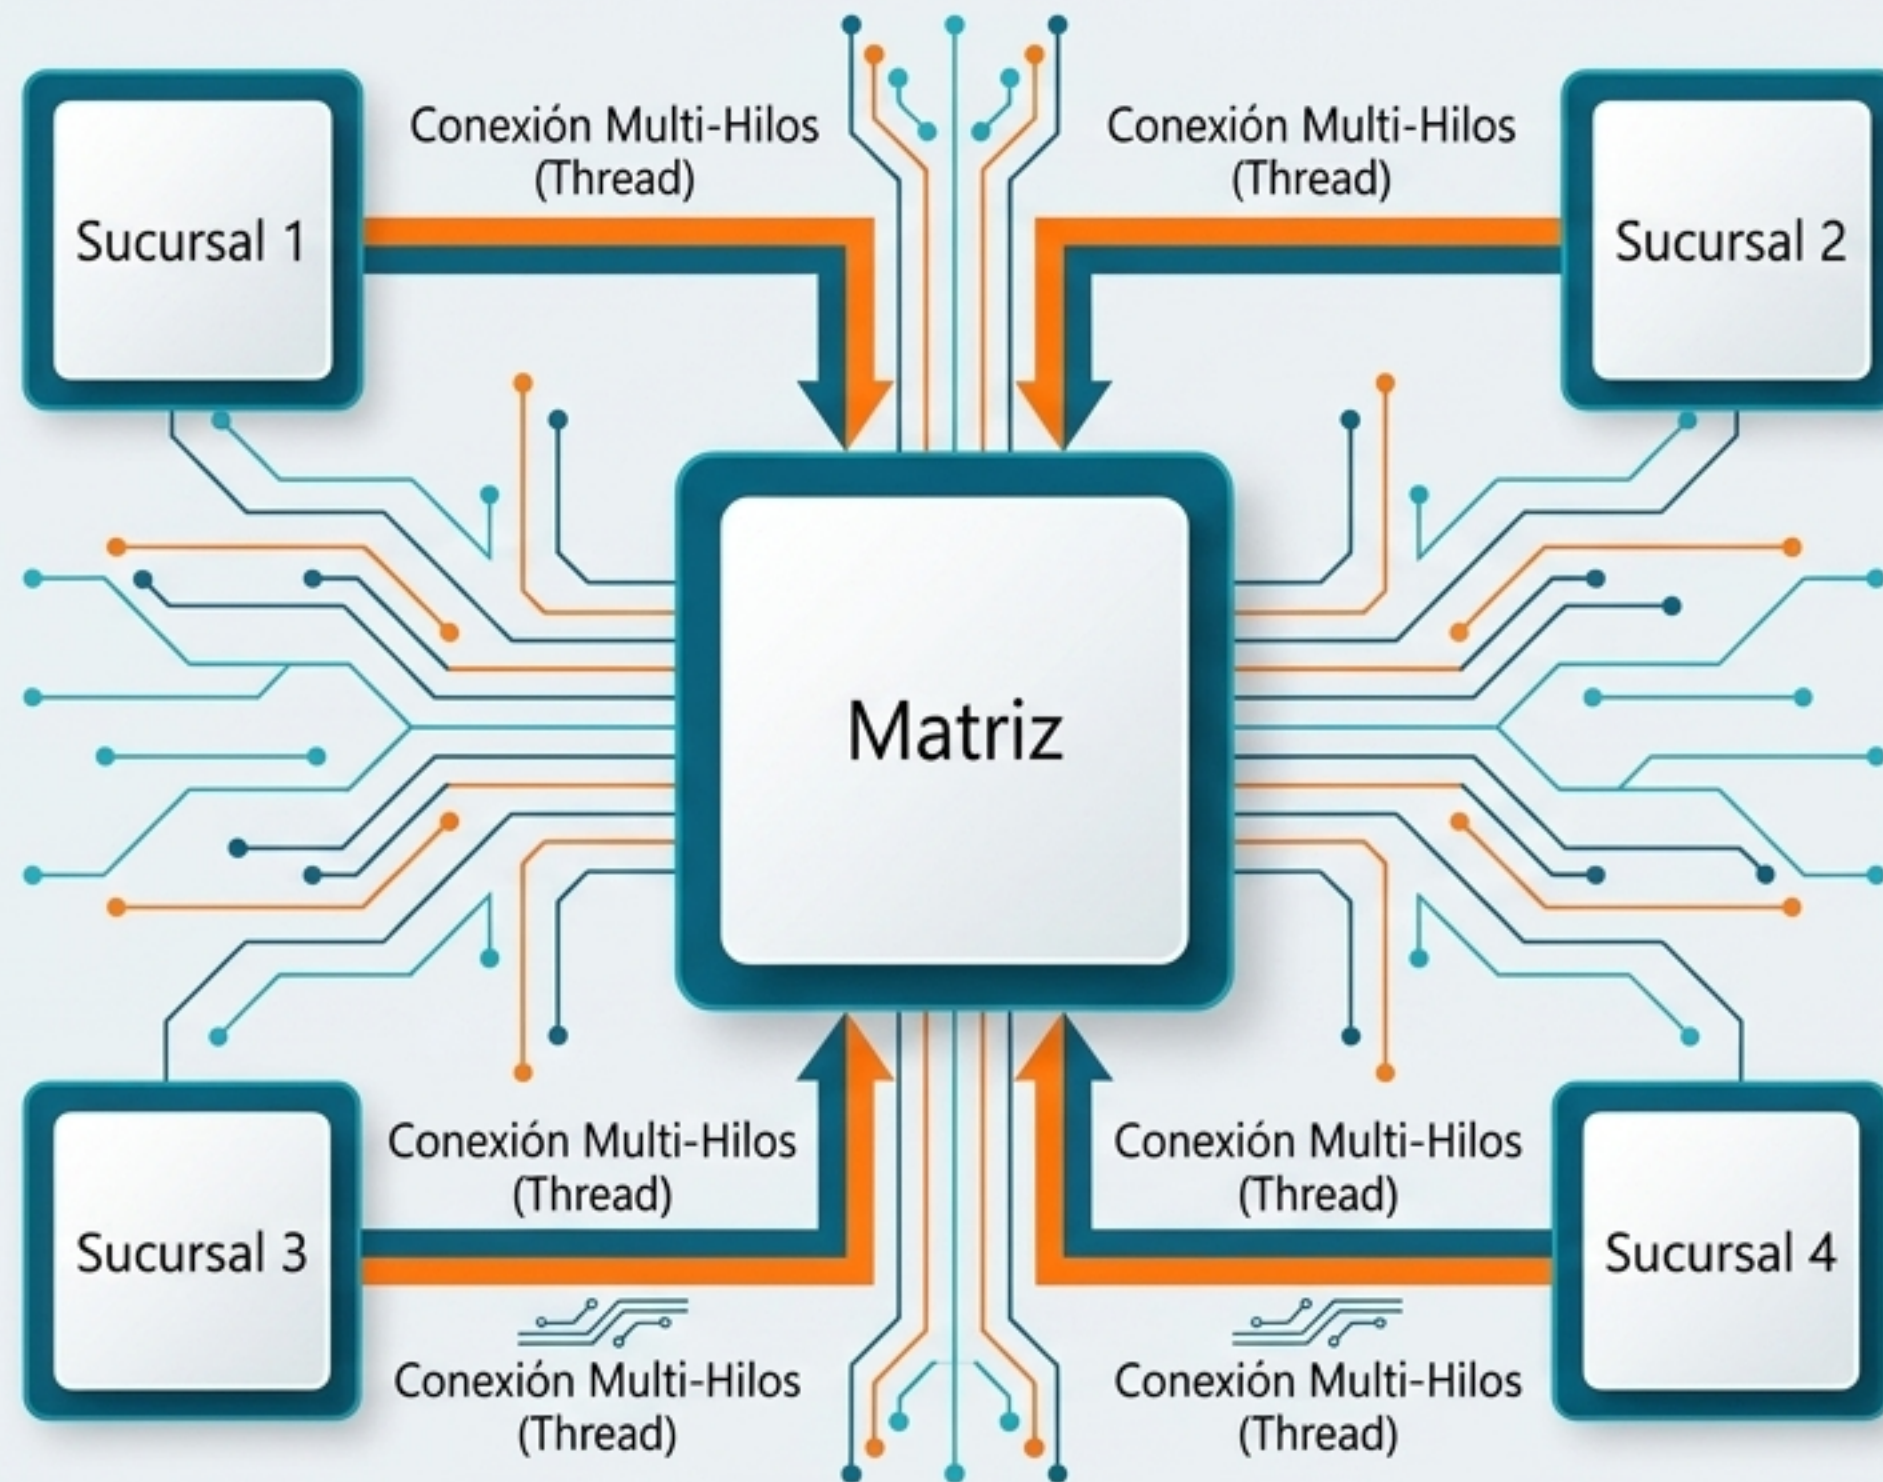 Conexión Multi-Hilos
(Thread)
Conexión Multi-Hilos
(Thread)
Sucursal 1
Sucursal 2
Matriz
Conexión Multi-Hilos
(Thread)
Conexión Multi-Hilos
(Thread)
Sucursal 3
Sucursal 4
Conexión Multi-Hilos
(Thread)
Conexión Multi-Hilos
(Thread)